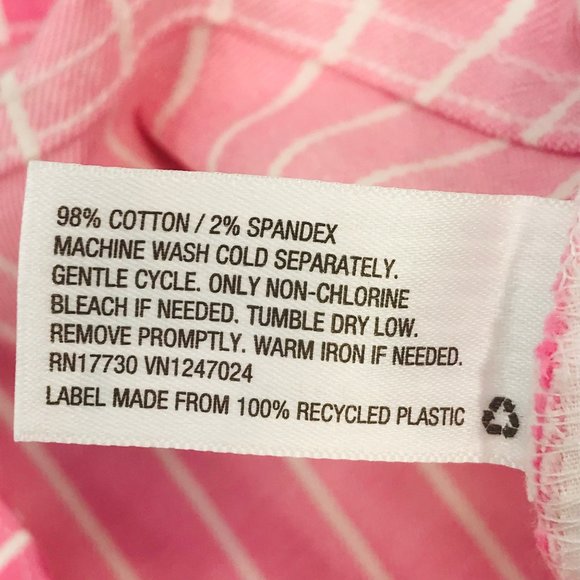 98% COTTON / 2% SPANDEX
MACHINE WASH COLD SEPARATELY.
GENTLE CYCLE. ONLY NON-CHLORINE
BLEACH IF NEEDED. TUMBLE DRY LOW.
REMOVE PROMPTLY. WARM IRON IF NEEDED.
RN17730 VN1247024
LABEL MADE FROM 100% RECYCLED PLASTIC